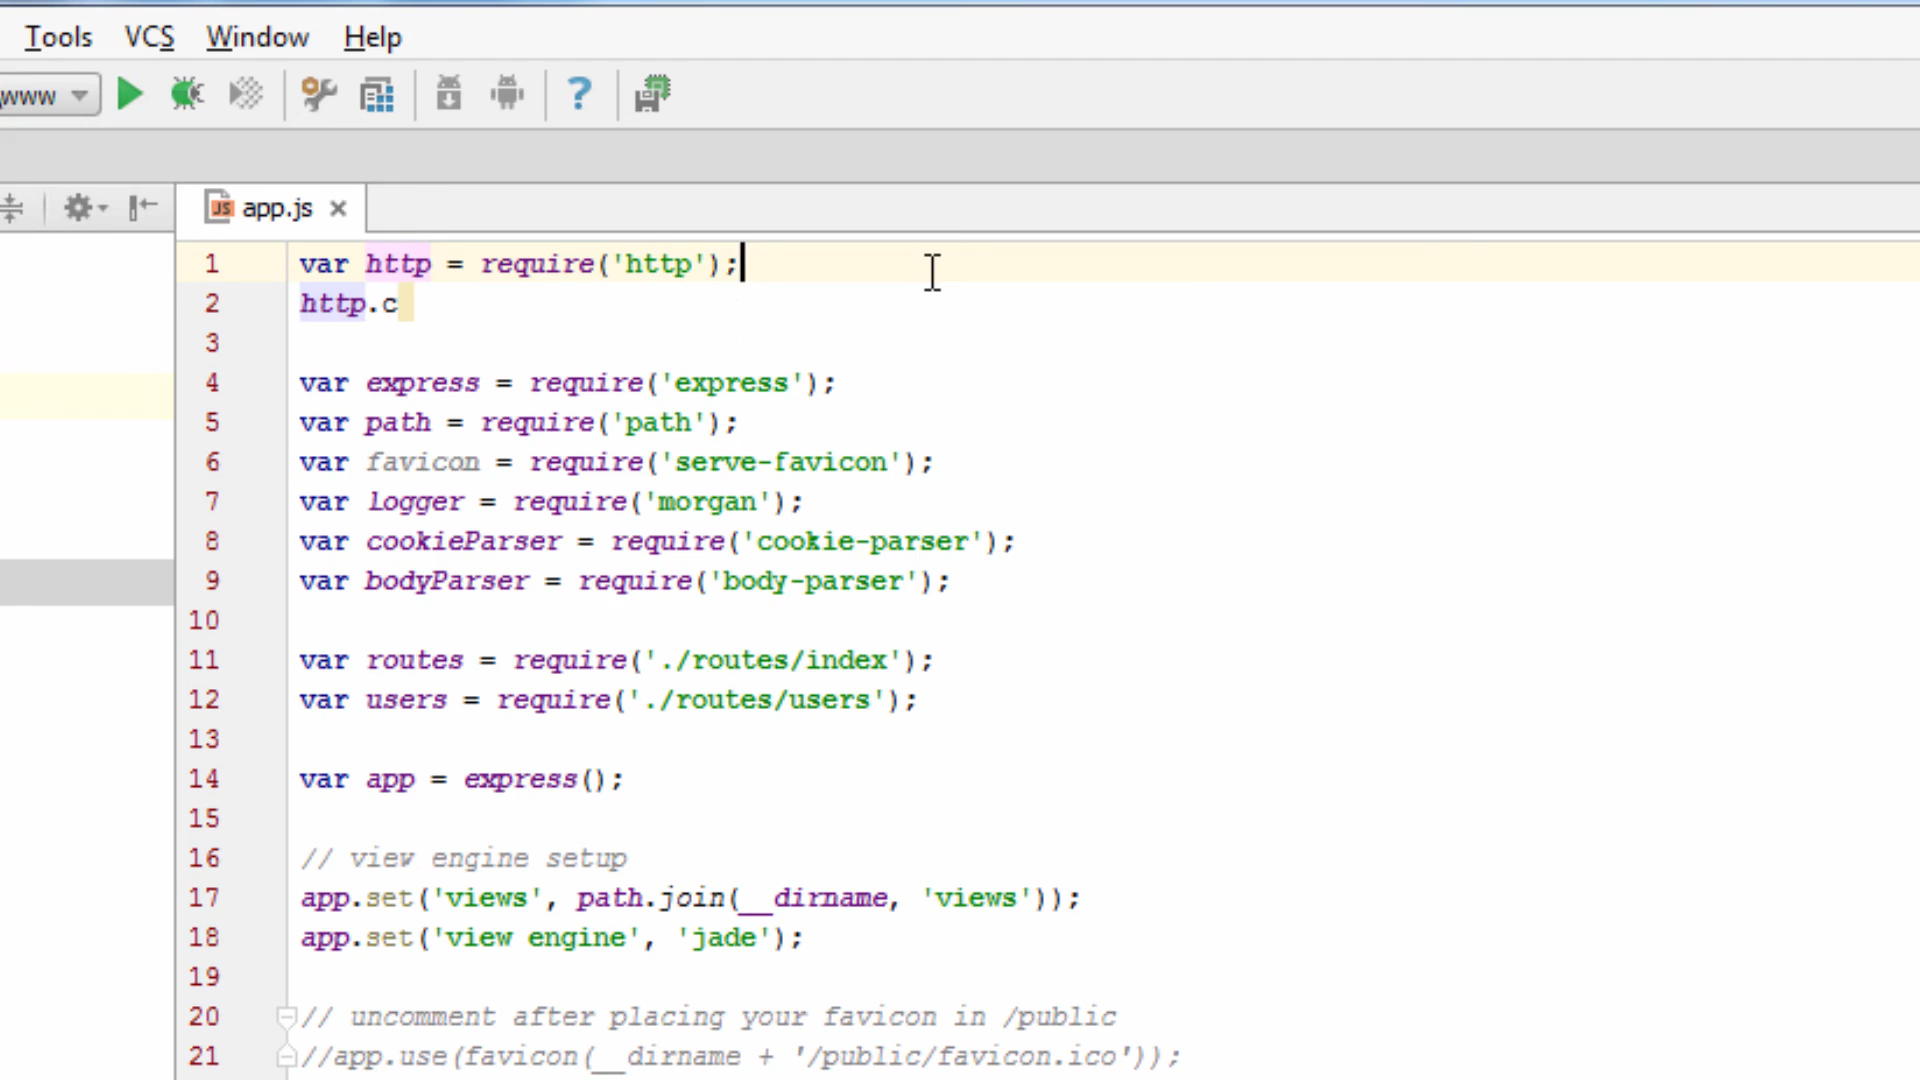 Tools VCS Window Help
www
?
JS app.js
1 var http = require('http');
2 http.c
3
4 var express = require('express');
5 var path = require('path');
6 var favicon = require('serve-favicon');
7 var logger = require('morgan');
8 var cookieParser = require('cookie-parser');
9 var bodyParser = require('body-parser');
10
11 var routes = require('./routes/index');
12 var users = require('./routes/users');
13
14 var app = express();
15
16 // view engine setup
17 app.set('views', path.join(__dirname, 'views'));
18 app.set('view engine', 'jade');
19
20 // uncomment after placing your favicon in /public
21 //app.use(favicon(__dirname + '/public/favicon.ico'));